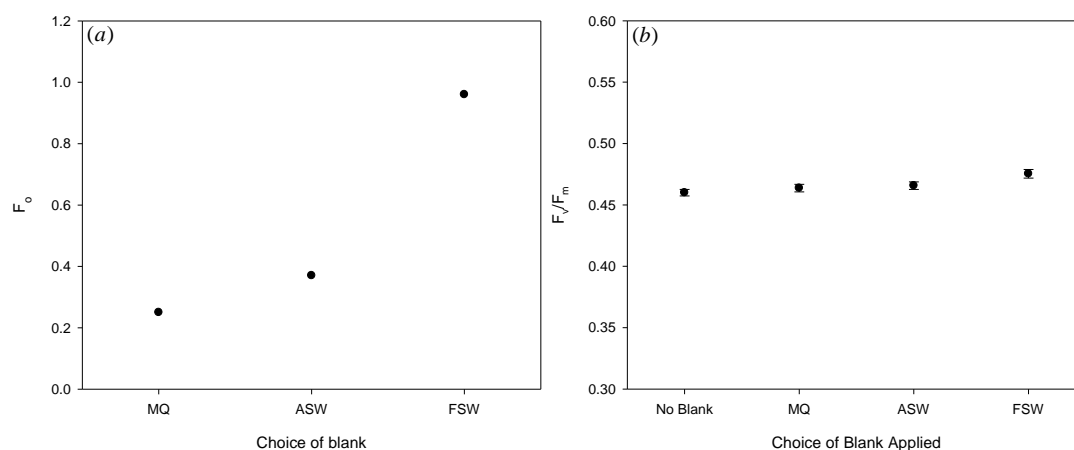 (a)
1.2
1.0
0.8
0.6
0.4
0.2
0.0
Fo
MQ ASW FSW
Choice of blank
(b)
0.60
0.55
0.50
0.45
0.40
0.35
0.30
Fv/Fm
No Blank MQ ASW FSW
Choice of Blank Applied